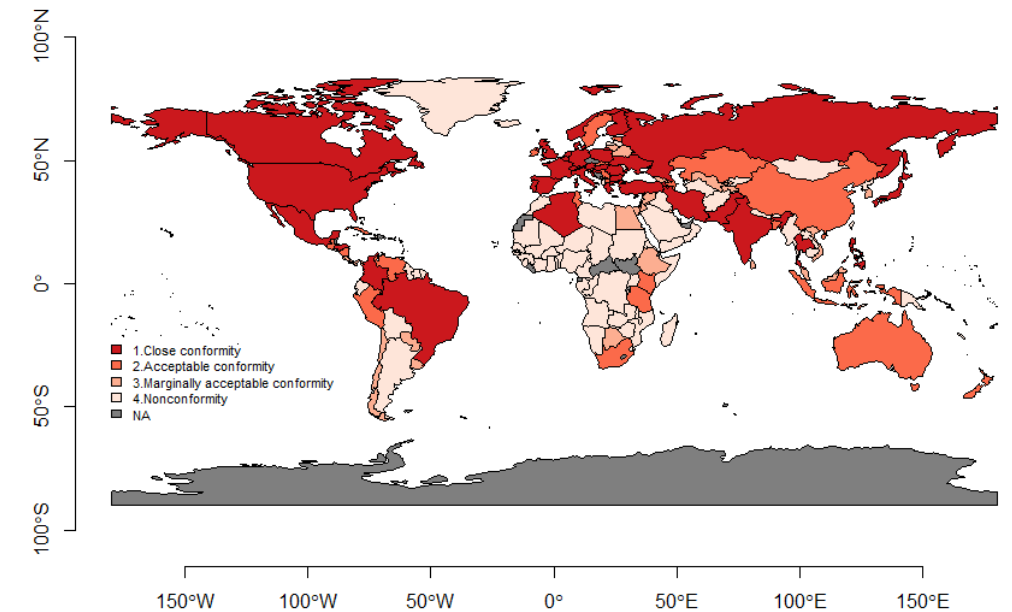 100°N
50°N
0°
50°S
100°S
1.Close conformity
2.Acceptable conformity
3.Marginally acceptable conformity
4.Nonconformity
NA
150°W 100°W 50°W 0° 50°E 100°E 150°E